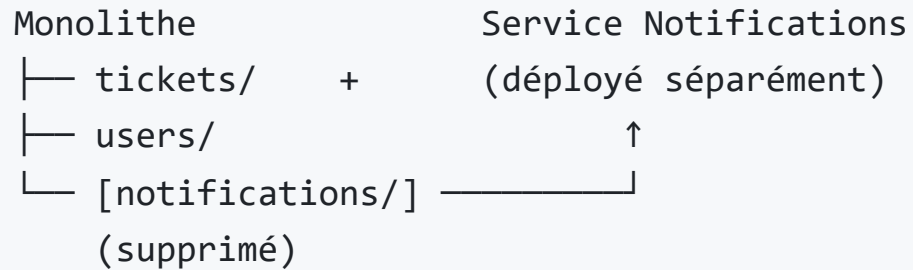 Monolithe                Service Notifications
├── tickets/    +      (déployé séparément)
├── users/                      ↑
└── [notifications/] ─────────┘
    (supprimé)